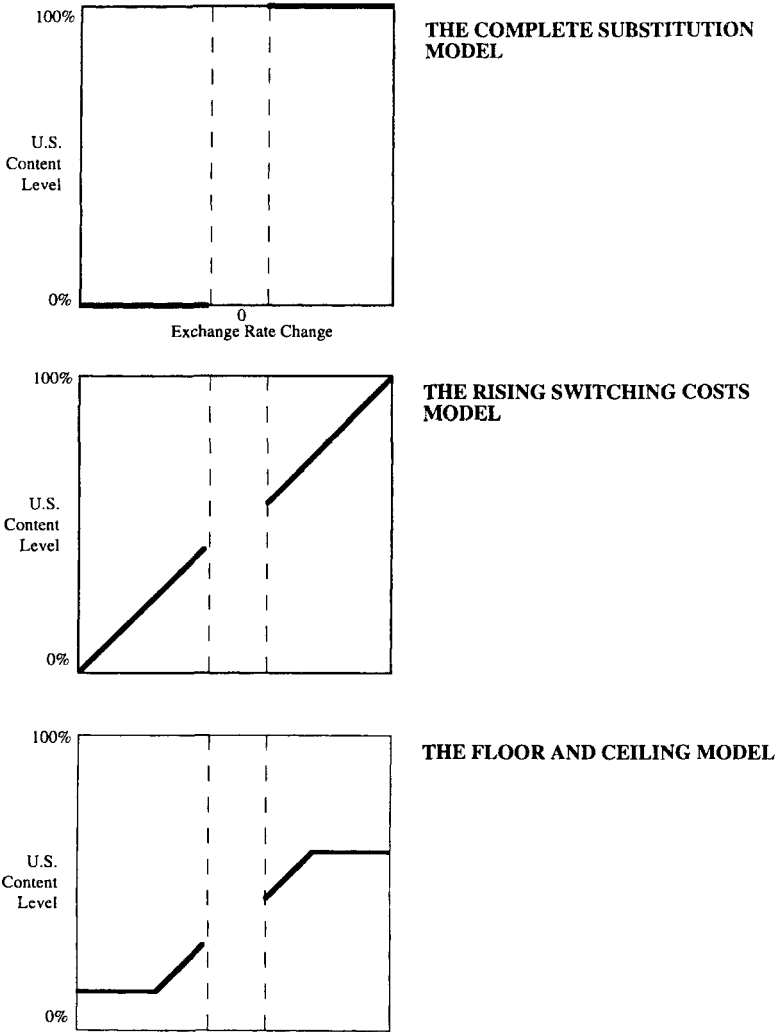 100%
THE COMPLETE SUBSTITUTION
MODEL
U.S.
Content
Level
0%
0
Exchange Rate Change
100%
THE RISING SWITCHING COSTS
MODEL
U.S.
Content
Level
0%
100%
THE FLOOR AND CEILING MODEL
U.S.
Content
Level
0%